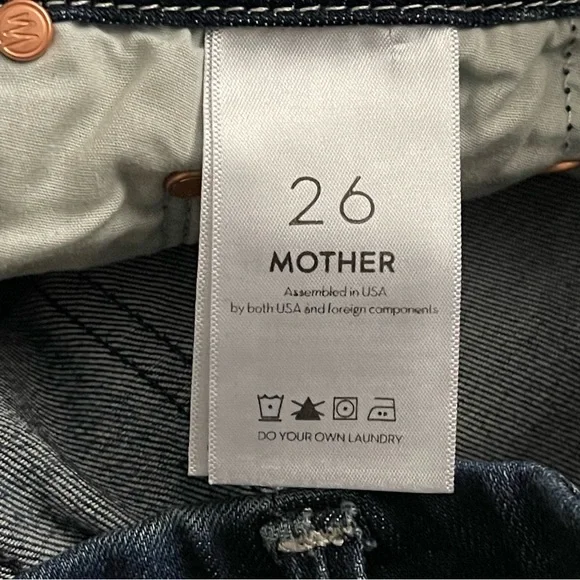 M
26
MOTHER
Assembled in USA
by both USA and foreign components
DO YOUR OWN LAUNDRY